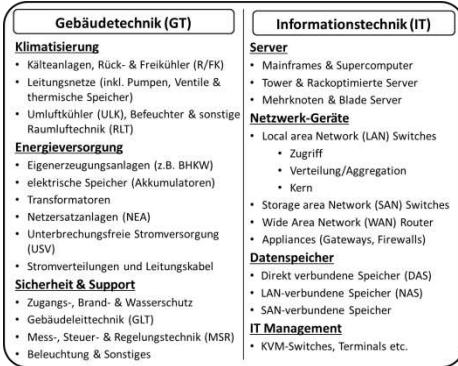 Gebäudetechnik (GT)
Klimatisierung
• Kälteanlagen, Rück- & Freikühler (R/FK)
• Leitungsnetze (inkl. Pumpen, Ventile &
thermische Speicher)
• Umluftkühler (ULK), Befeuchter & sonstige
Raumluftechnik (RLT)
Energieversorgung
• Eigenerzeugungsanlagen (z.B. BHKW)
• elektrische Speicher (Akkumulatoren)
• Transformatoren
• Netzersatzanlagen (NEA)
• Unterbrechungsfreie Stromversorgung
(USV)
• Stromverteilungen und Leitungskabel
Sicherheit & Support
• Zugangs-, Brand- & Wasserschutz
• Gebäudeleittechnik (GLT)
• Mess-, Steuer- & Regelungstechnik (MSR)
• Beleuchtung & Sonstiges
Informationstechnik (IT)
Server
• Mainframes & Supercomputer
• Tower & Rackoptimierte Server
• Mehrknoten & Blade Server
Netzwerk-Geräte
• Local area Network (LAN) Switches
• Zugriff
• Verteilung/Aggregation
• Kern
• Storage area Network (SAN) Switches
• Wide Area Network (WAN) Router
• Appliances (Gateways, Firewalls)
Datenspeicher
• Direkt verbundene Speicher (DAS)
• LAN-verbundene Speicher (NAS)
• SAN-verbundene Speicher
IT Management
• KVM-Switches, Terminals etc.